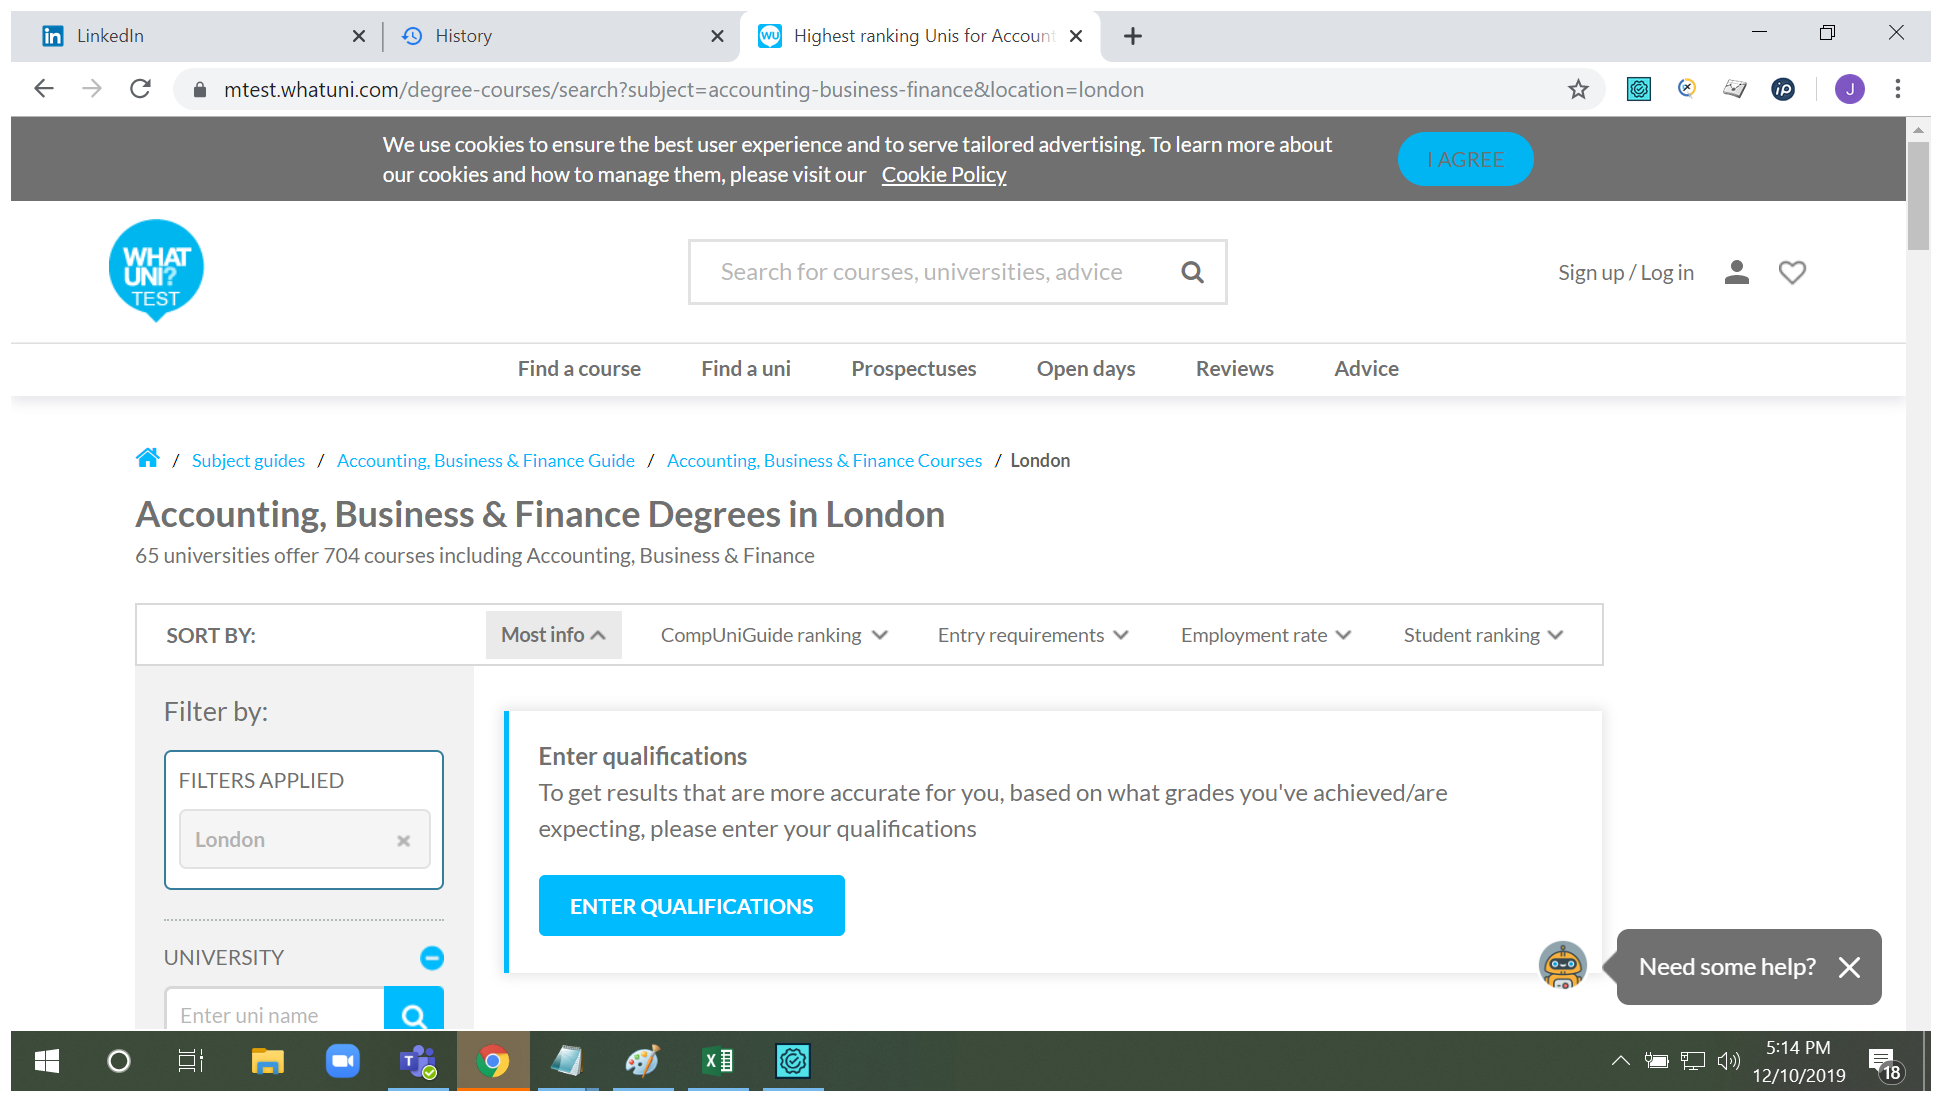 LinkedIn
History
Highest ranking Unis for Account
mtest.whatuni.com/degree-courses/search?subject=accounting-business-finance&location=london
J
We use cookies to ensure the best user experience and to serve tailored advertising. To learn more about
our cookies and how to manage them, please visit our Cookie Policy
I AGREE
WHAT
UNI?
TEST
Search for courses, universities, advice
Sign up / Log in
Find a course
Find a uni
Prospectuses
Open days
Reviews
Advice
/ Subject guides / Accounting, Business & Finance Guide / Accounting, Business & Finance Courses / London
Accounting, Business & Finance Degrees in London
65 universities offer 704 courses including Accounting, Business & Finance
SORT BY:
Most info
CompUniGuide ranking
Entry requirements
Employment rate
Student ranking
Filter by:
FILTERS APPLIED
London
Enter qualifications
To get results that are more accurate for you, based on what grades you've achieved/are
expecting, please enter your qualifications
ENTER QUALIFICATIONS
UNIVERSITY
Enter uni name
Need some help?
5:14 PM
12/10/2019
18